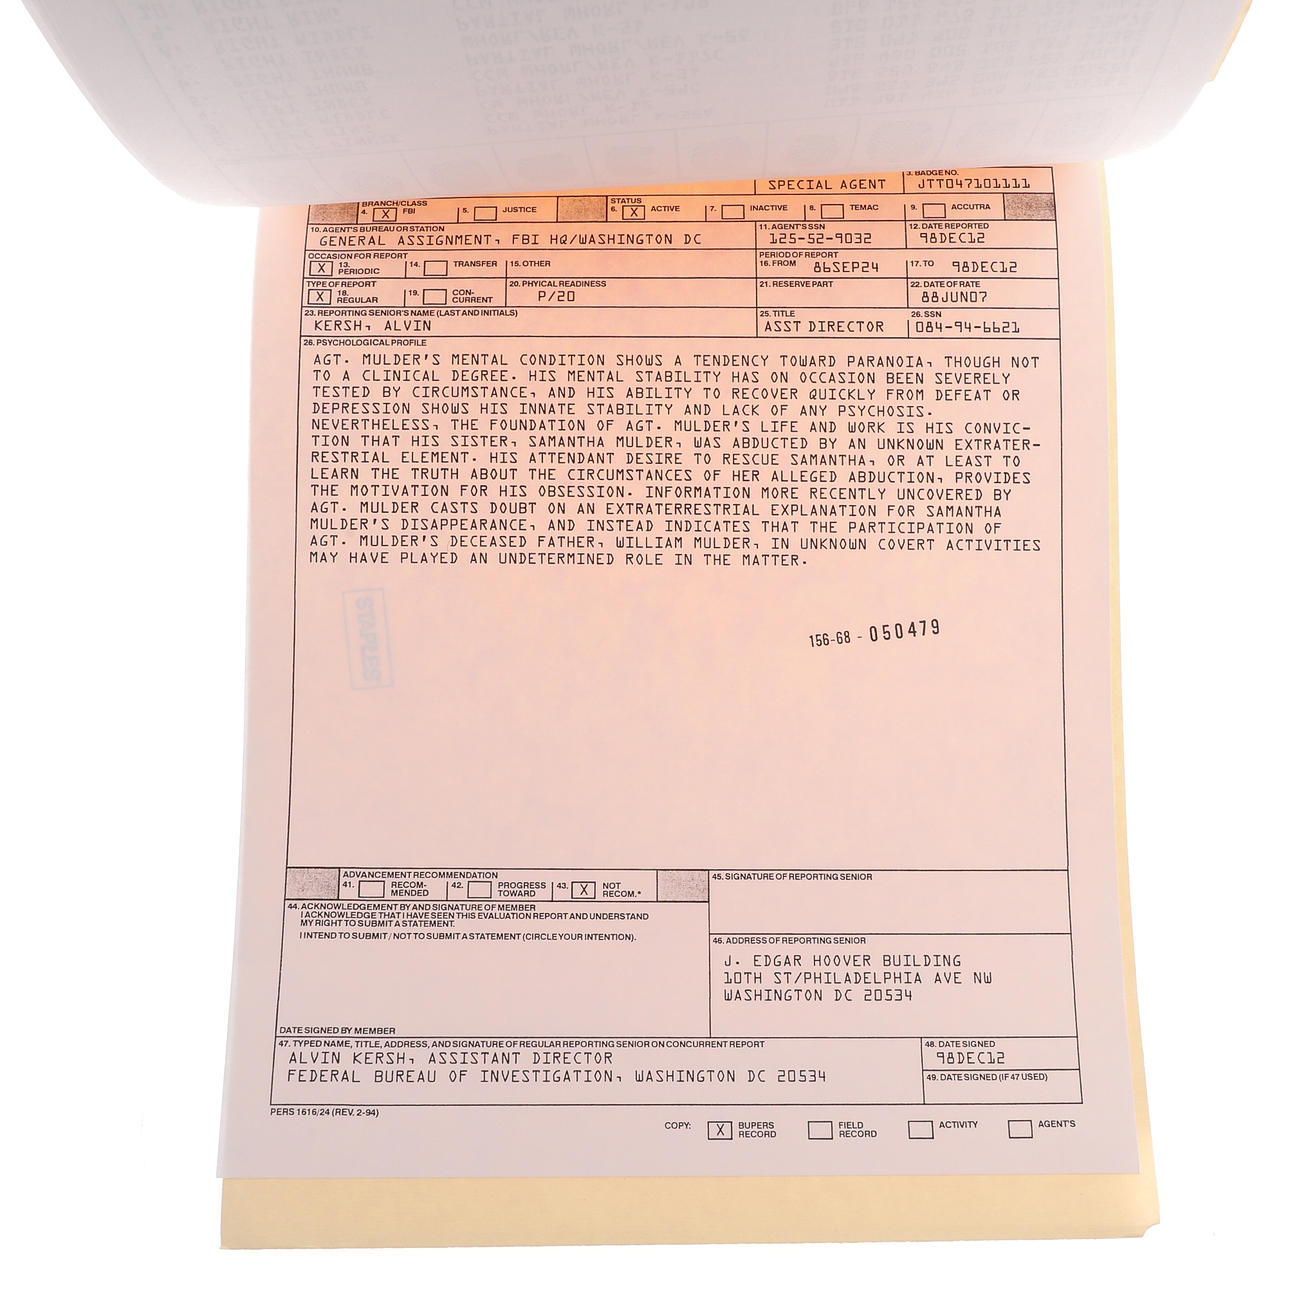 SPECIAL AGENT
3. BADGE NO.
JTT047101111
BRANCH/CLASS
4. X FBI
5. JUSTICE
STATUS
6. X ACTIVE
7. INACTIVE
8. TEMAC
9. ACCUTRA
10. AGENT'S BUREAU OR STATION
GENERAL ASSIGNMENT, FBI HQ/WASHINGTON DC
11. AGENT'S SSN
125-52-9032
12. DATE REPORTED
98DEC12
OCCASION FOR REPORT
X 13. PERIODIC
14. TRANSFER
15. OTHER
PERIOD OF REPORT
16. FROM 86SEP24
17. TO 98DEC12
TYPE OF REPORT
X 18. REGULAR
19. CON-
CURRENT
20. PHYICAL READINESS
P/20
21. RESERVE PART
22. DATE OF RATE
88JUN07
23. REPORTING SENIOR'S NAME (LAST AND INITIALS)
KERSH, ALVIN
25. TITLE
ASST DIRECTOR
26. SSN
084-94-6621
26. PSYCHOLOGICAL PROFILE
AGT. MULDER'S MENTAL CONDITION SHOWS A TENDENCY TOWARD PARANOIA, THOUGH NOT
TO A CLINICAL DEGREE. HIS MENTAL STABILITY HAS ON OCCASION BEEN SEVERELY
TESTED BY CIRCUMSTANCE, AND HIS ABILITY TO RECOVER QUICKLY FROM DEFEAT OR
DEPRESSION SHOWS HIS INNATE STABILITY AND LACK OF ANY PSYCHOSIS.
NEVERTHELESS, THE FOUNDATION OF AGT. MULDER'S LIFE AND WORK IS HIS CONVIC-
TION THAT HIS SISTER, SAMANTHA MULDER, WAS ABDUCTED BY AN UNKNOWN EXTRATER-
RESTRIAL ELEMENT. HIS ATTENDANT DESIRE TO RESCUE SAMANTHA, OR AT LEAST TO
LEARN THE TRUTH ABOUT THE CIRCUMSTANCES OF HER ALLEGED ABDUCTION, PROVIDES
THE MOTIVATION FOR HIS OBSESSION. INFORMATION MORE RECENTLY UNCOVERED BY
AGT. MULDER CASTS DOUBT ON AN EXTRATERRESTRIAL EXPLANATION FOR SAMANTHA
MULDER'S DISAPPEARANCE, AND INSTEAD INDICATES THAT THE PARTICIPATION OF
AGT. MULDER'S DECEASED FATHER, WILLIAM MULDER, IN UNKNOWN COVERT ACTIVITIES
MAY HAVE PLAYED AN UNDETERMINED ROLE IN THE MATTER.
STAPLES
156-68 - 050479
ADVANCEMENT RECOMMENDATION
41. RECOM-
MENDED
42. PROGRESS
TOWARD
43. X NOT
RECOM.*
44. ACKNOWLEDGEMENT BY AND SIGNATURE OF MEMBER
I ACKNOWLEDGE THAT I HAVE SEEN THIS EVALUATION REPORT AND UNDERSTAND
MY RIGHT TO SUBMIT A STATEMENT.
I INTEND TO SUBMIT / NOT TO SUBMIT A STATEMENT (CIRCLE YOUR INTENTION).
DATE SIGNED BY MEMBER
45. SIGNATURE OF REPORTING SENIOR
46. ADDRESS OF REPORTING SENIOR
J. EDGAR HOOVER BUILDING
10TH ST/PHILADELPHIA AVE NW
WASHINGTON DC 20534
47. TYPED NAME, TITLE, ADDRESS, AND SIGNATURE OF REGULAR REPORTING SENIOR ON CONCURRENT REPORT
ALVIN KERSH, ASSISTANT DIRECTOR
FEDERAL BUREAU OF INVESTIGATION, WASHINGTON DC 20534
48. DATE SIGNED
98DEC12
49. DATE SIGNED (IF 47 USED)
PERS 1616/24 (REV. 2-94)
COPY: X BUPERS
RECORD
FIELD
RECORD
ACTIVITY
AGENT'S